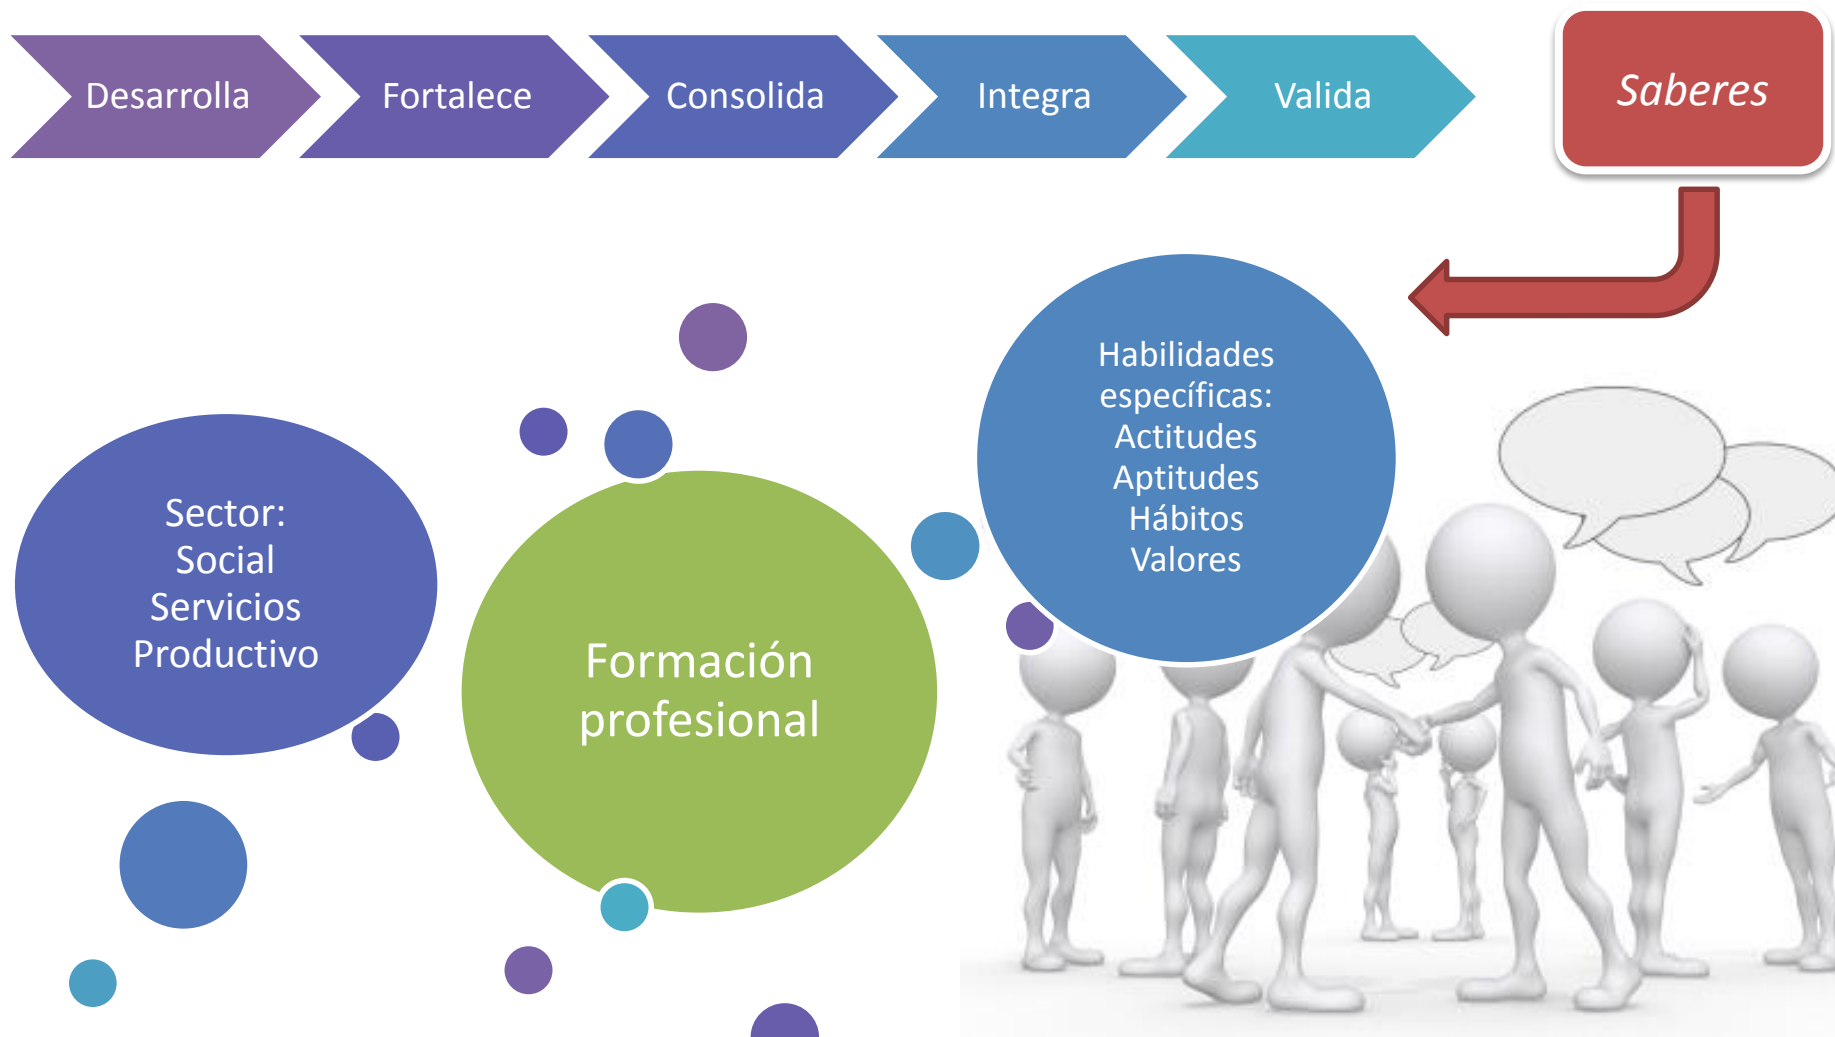 Desarrolla
Fortalece
Consolida
Integra
Valida
Saberes
Habilidades
específicas:
Actitudes
Aptitudes
Hábitos
Valores
Sector:
Social
Servicios
Productivo
Formación
profesional